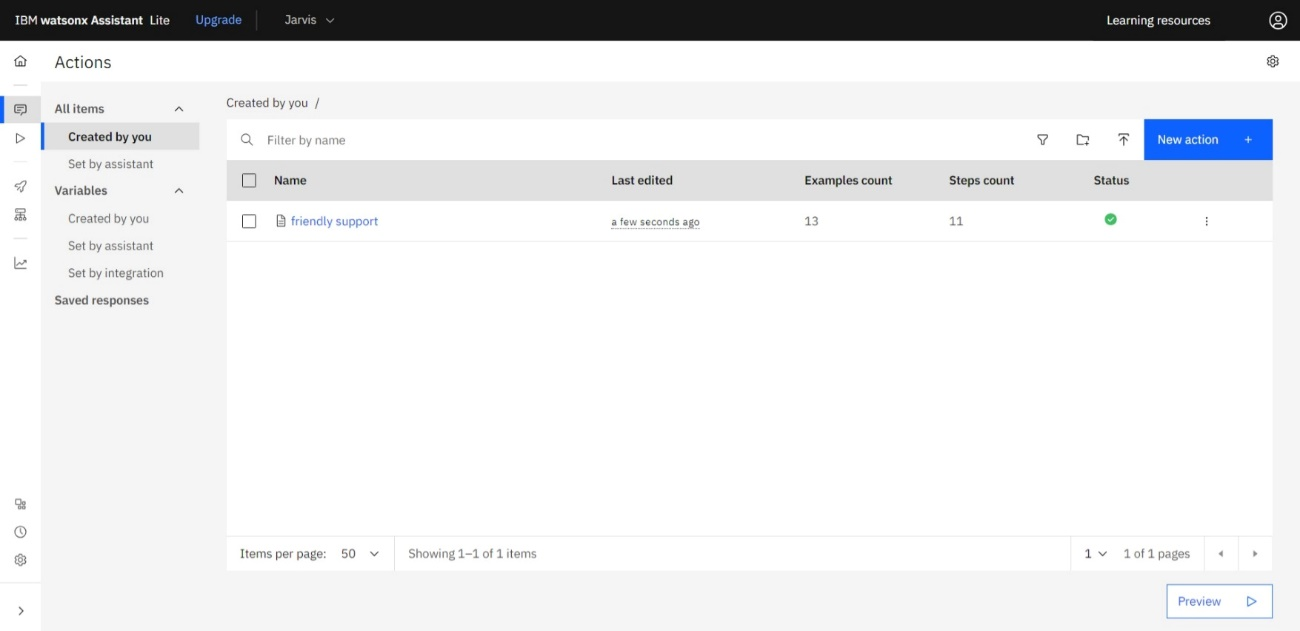 IBM watsonx Assistant Lite Upgrade Jarvis Learning resources
Actions
All items
Created by you
Set by assistant
Variables
Created by you
Set by assistant
Set by integration
Saved responses
Created by you /
Filter by name
New action +
Name Last edited Examples count Steps count Status
friendly support a few seconds ago 13 11
Items per page: 50 Showing 1–1 of 1 items 1 1 of 1 pages
Preview